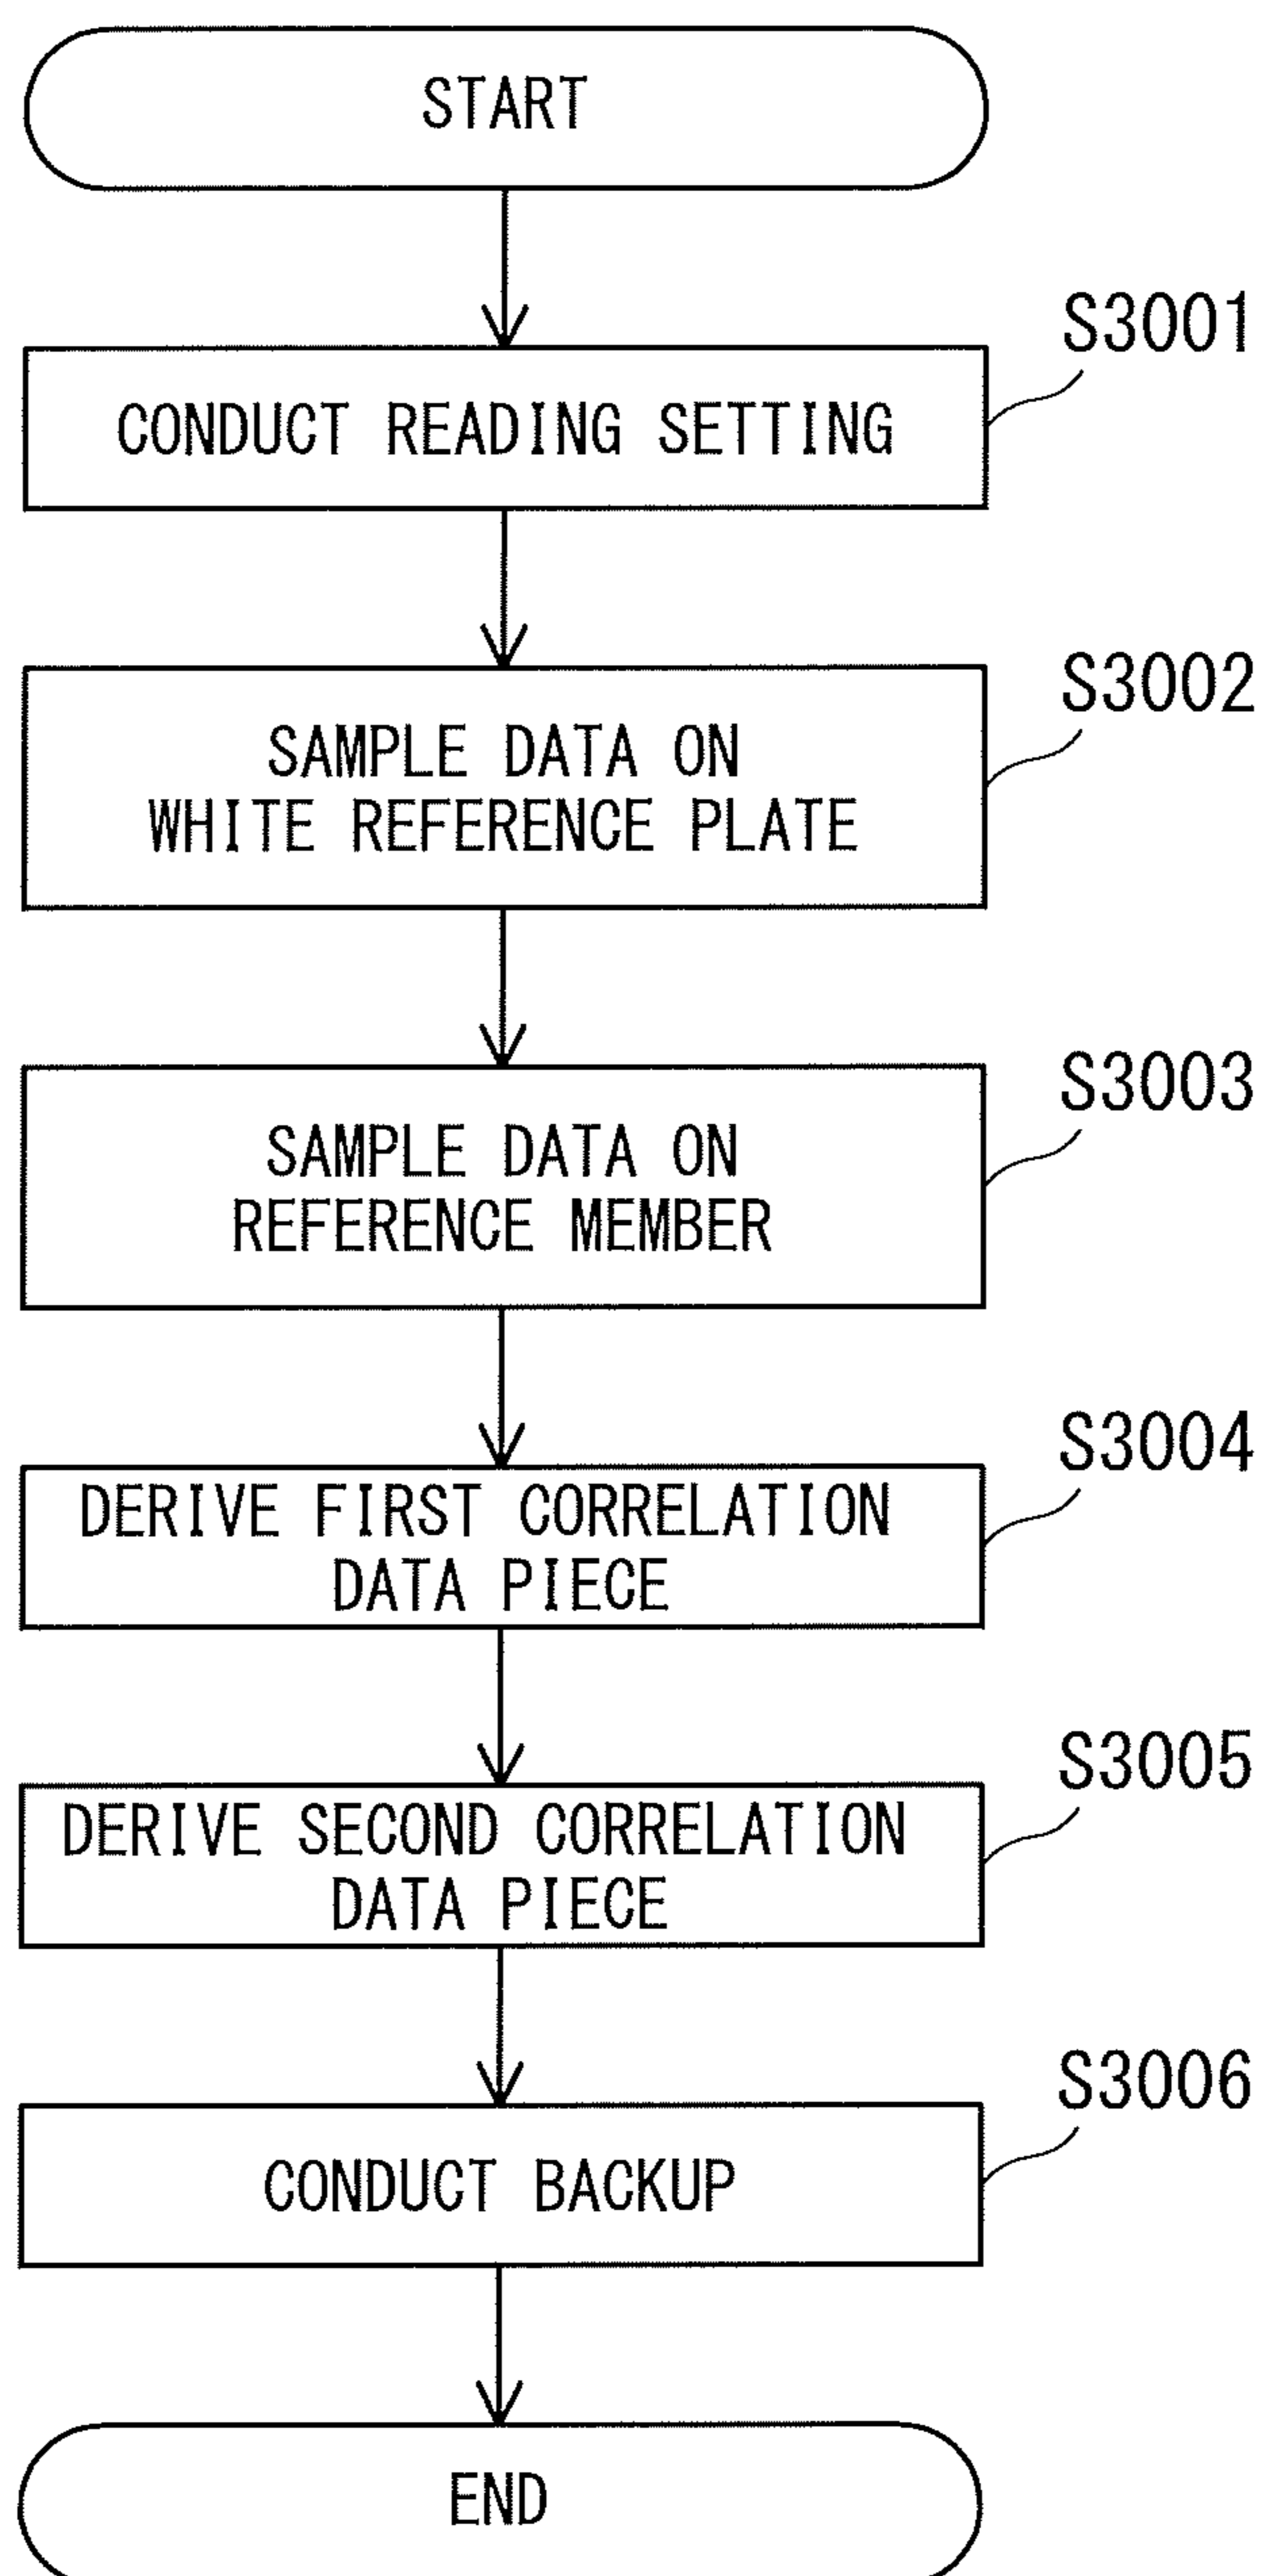 START
S3001
CONDUCT READING SETTING
S3002
SAMPLE DATA ON
WHITE REFERENCE PLATE
S3003
SAMPLE DATA ON
REFERENCE MEMBER
S3004
DERIVE FIRST CORRELATION
DATA PIECE
S3005
DERIVE SECOND CORRELATION
DATA PIECE
S3006
CONDUCT BACKUP
END